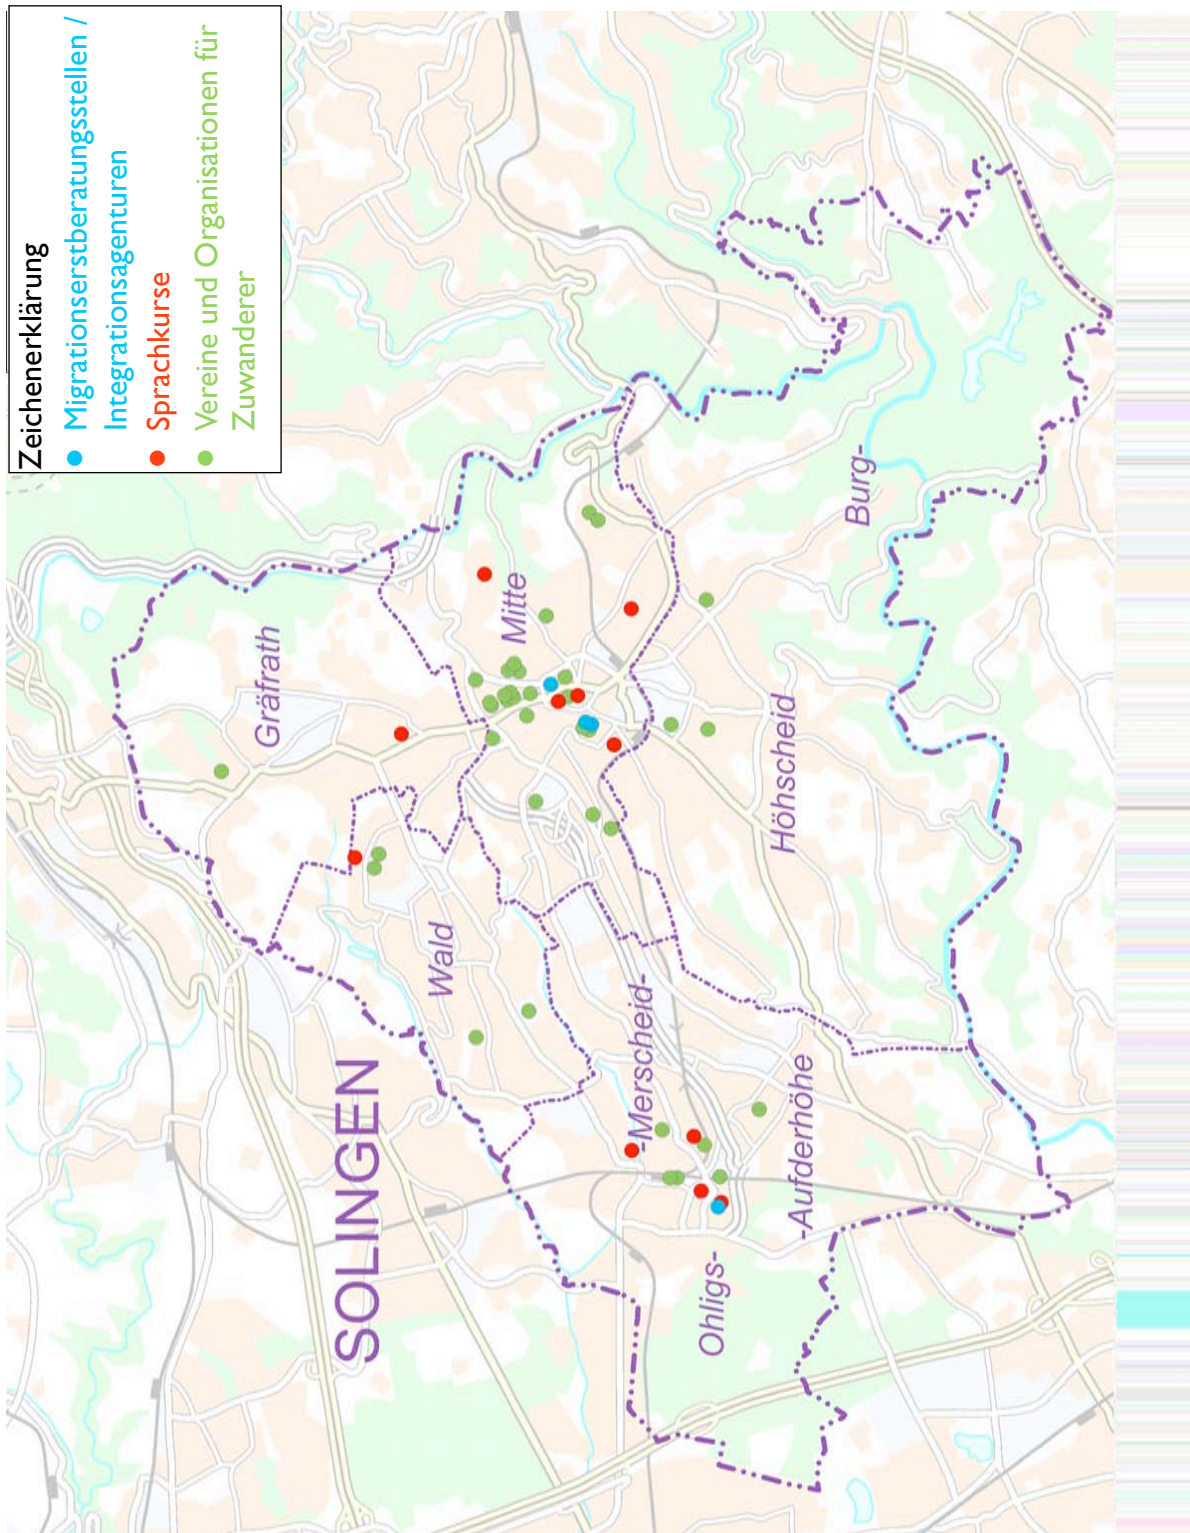 Zeichenerklärung
Migrationserstberatungsstellen /
Integrationsagenturen
Sprachkurse
Vereine und Organisationen für
Zuwanderer
SOLINGEN
Gräfrath
Wald
Mitte
-Merscheid-
Ohligs-
-Aufderhöhe
Höhscheid
Burg-